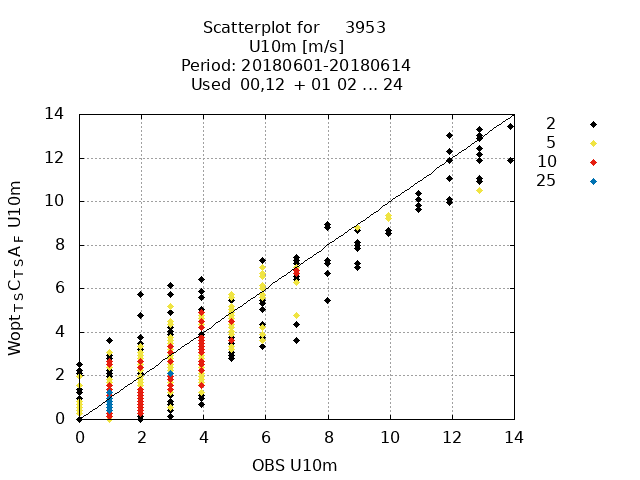 Scatterplot for 3953
U10m [m/s]
Period: 20180601-20180614
Used 00,12 + 01 02 ... 24
14
12
10
8
6
4
2
0
2
5
10
25
Wopt T S C T S A F U10m
0 2 4 6 8 10 12 14
OBS U10m